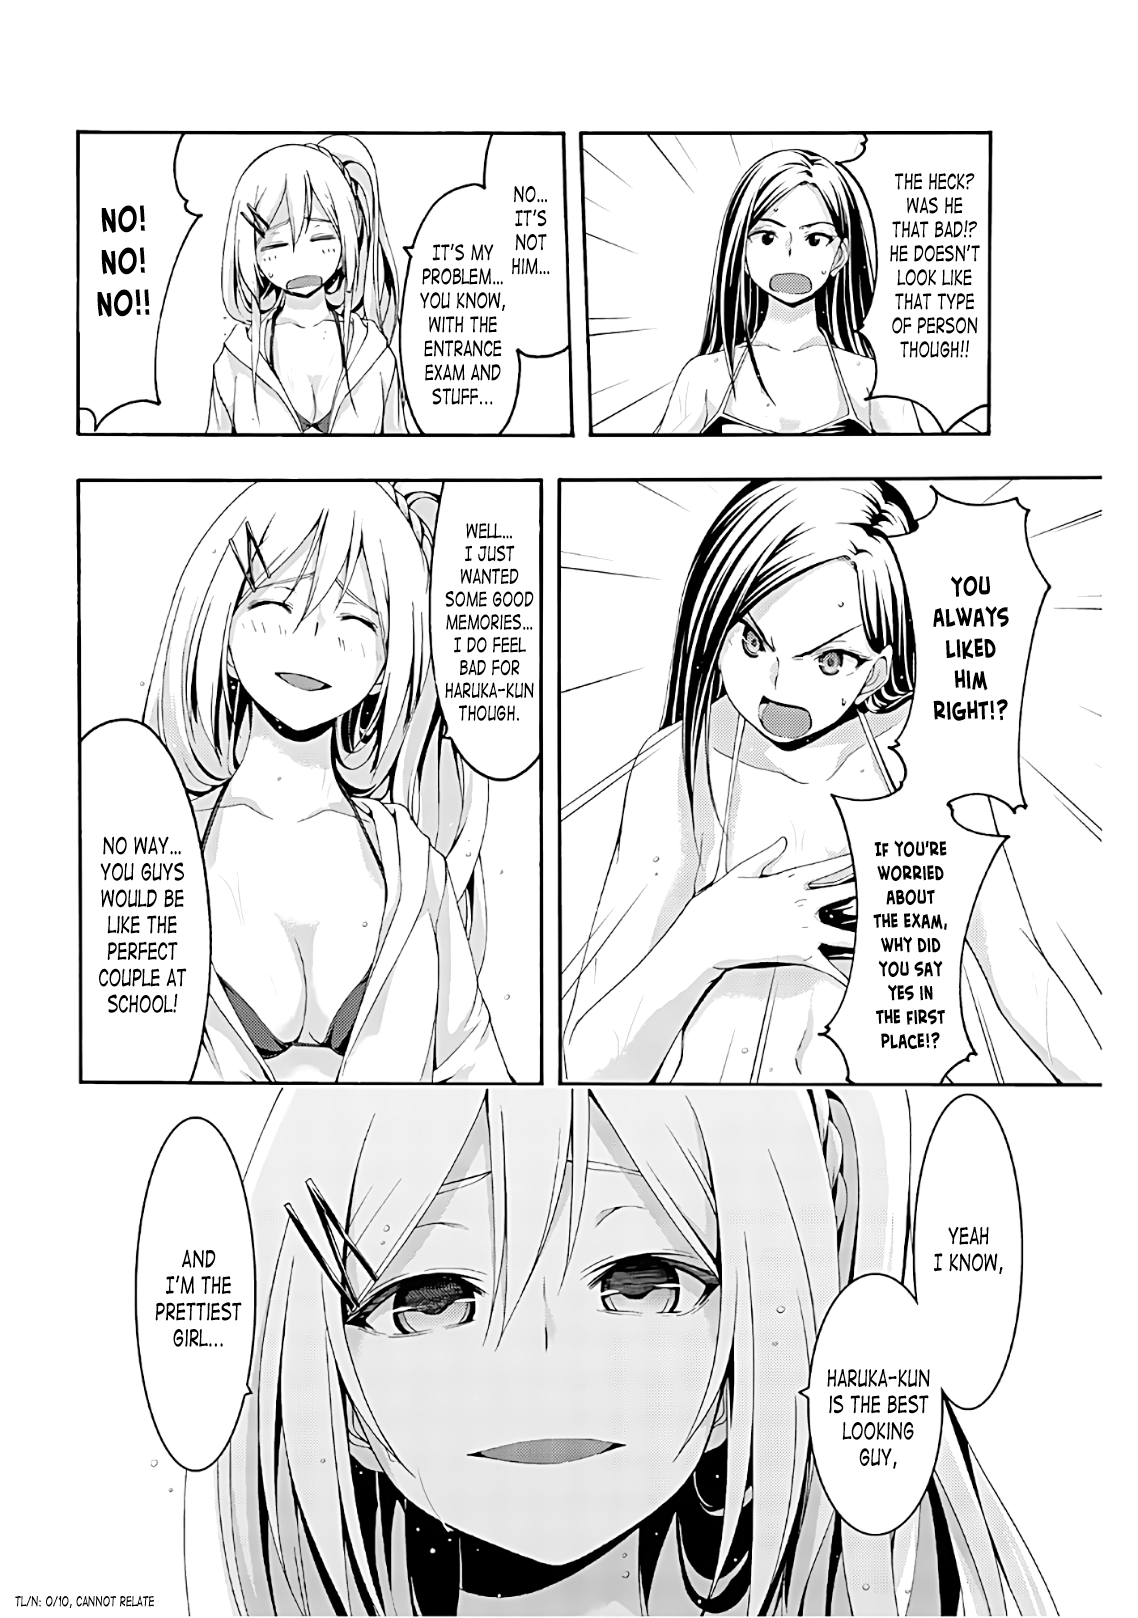 THE HECK?
WAS HE
THAT BAD!?
HE DOESN'T
LOOK LIKE
THAT TYPE
OF PERSON
THOUGH!!
NO...
IT'S
NOT
HIM...
IT'S MY
PROBLEM...
YOU KNOW,
WITH THE
ENTRANCE
EXAM AND
STUFF...
NO!
NO!
NO!!
YOU
ALWAYS
LIKED
HIM
RIGHT!?
IF YOU'RE
WORRIED
ABOUT
THE EXAM,
WHY DID
YOU SAY
YES IN
THE FIRST
PLACE!?
WELL...
I JUST
WANTED
SOME GOOD
MEMORIES...
I DO FEEL
BAD FOR
HARUKA-KUN
THOUGH.
NO WAY...
YOU GUYS
WOULD BE
LIKE THE
PERFECT
COUPLE AT
SCHOOL!
YEAH
I KNOW,
HARUKA-KUN
IS THE BEST
LOOKING
GUY,
AND
I'M THE
PRETTIEST
GIRL...
TL/N: 0/10, CANNOT RELATE